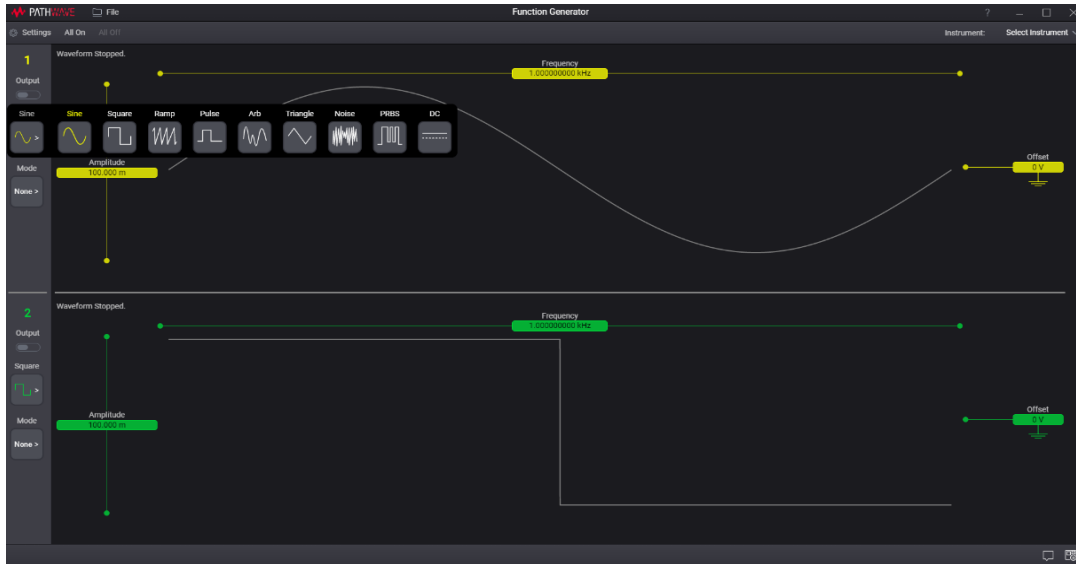 PATHWAVE File Function Generator ?
Settings All On All Off Instrument: Select Instrument
1
Waveform Stopped.
Output
Frequency
1.000000000 kHz
Sine Sine Square Ramp Pulse Arb Triangle Noise PRBS DC
>
Mode
None >
Amplitude
100.000 m
Offset
0 V
2
Waveform Stopped.
Output
Frequency
1.000000000 kHz
Square
>
Mode
None >
Amplitude
100.000 m
Offset
0 V